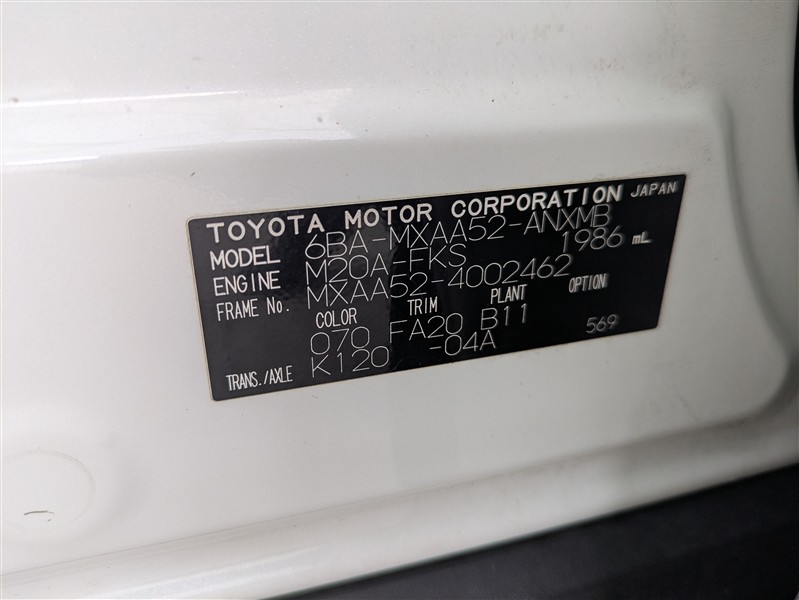 TOYOTA MOTOR CORPORATION JAPAN
MODEL 6BA-MXAA52-ANXMB
ENGINE M20A-FKS 1986 mL
FRAME No. MXAA52-4002462
COLOR TRIM PLANT OPTION
070 FA20 B11 569
TRANS./AXLE K120 -04A